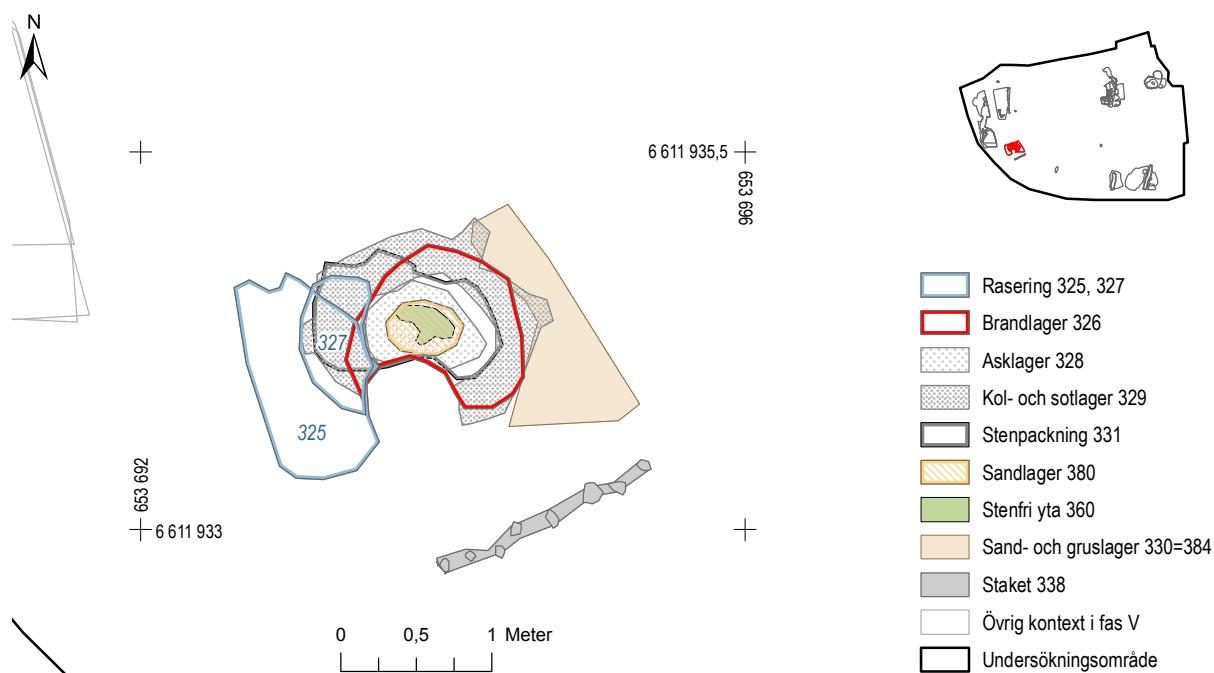 N
6 611 935,5
653 696
327
325
653 692
6 611 933
0 0,5 1 Meter
Rasering 325, 327
Brandlager 326
Asklager 328
Kol- och sotlager 329
Stenpackning 331
Sandlager 380
Stenfri yta 360
Sand- och gruslager 330=384
Staket 338
Övrig kontext i fas V
Undersökningsområde